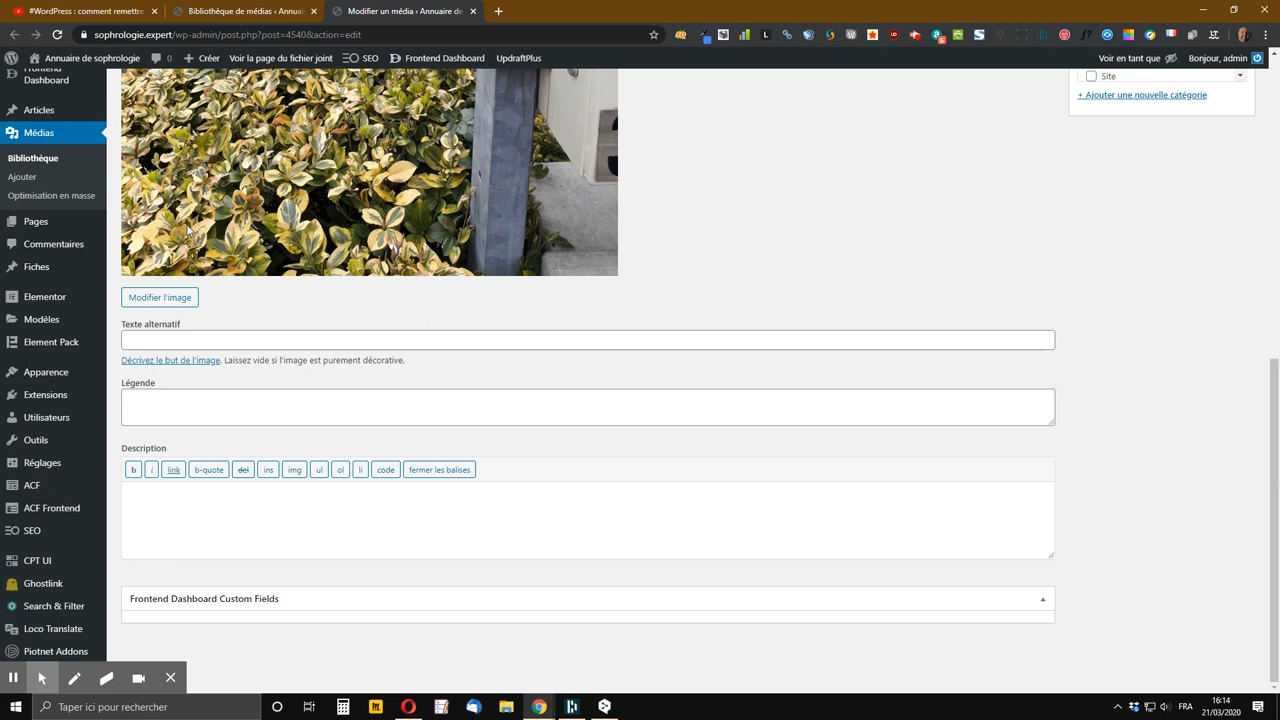 #WordPress : comment remettre
Annuaire de sophrologie
Les médias • Annuaire
Modifier un média • Annuaire de
edit-sophrologie/wp-admin/post.php?post=4540&action=edit
Annuaire de sophrologie
0
Créer
Voir la page du fichier joint
SEO
Frontend Dashboard
UpdraftPlus
Voir en tant que
Bonjour, admin
Frontend
Dashboard
Articles
Médias
Bibliothèque
Ajouter
Optimisation en masse
Pages
Commentaires
Fiches
Elementor
Modèles
Element Pack
Apparence
Extensions
Utilisateurs
Outils
Réglages
ACF
ACF Frontend
SEO
CPT UI
Ghostlink
Search & Filter
Loco Translate
Piotnet Addons
Site
+ Ajouter une nouvelle catégorie
Modifier l'image
Texte alternatif
Décrivez le but de l'image. Laissez vide si l'image est purement décorative.
Légende
Description
b i link b-quote del ins img ul ol li code fermer les balises
Frontend Dashboard Custom Fields
Taper ici pour rechercher
FRA
16:14
21/03/2020